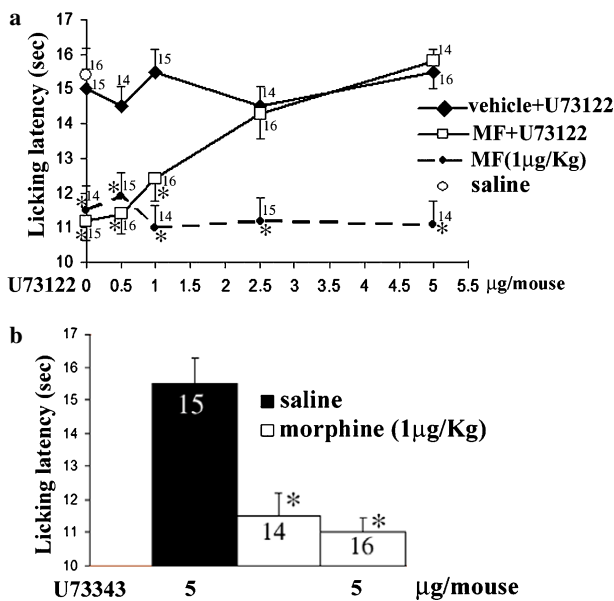 a
Licking latency (sec)
17
16
15
14
13
12
11
10
16
15
14
15
14
16
14
16
14
15
16
15
16
14
15
14
* * * * * * * *
vehicle+U73122
MF+U73122
MF(1µg/Kg)
saline
U73122 0 0.5 1 1.5 2 2.5 3 3.5 4 4.5 5 5.5 µg/mouse
b
Licking latency (sec)
17
16
15
14
13
12
11
10
15
14
16
* *
saline
morphine (1µg/Kg)
U73343 5 5 µg/mouse